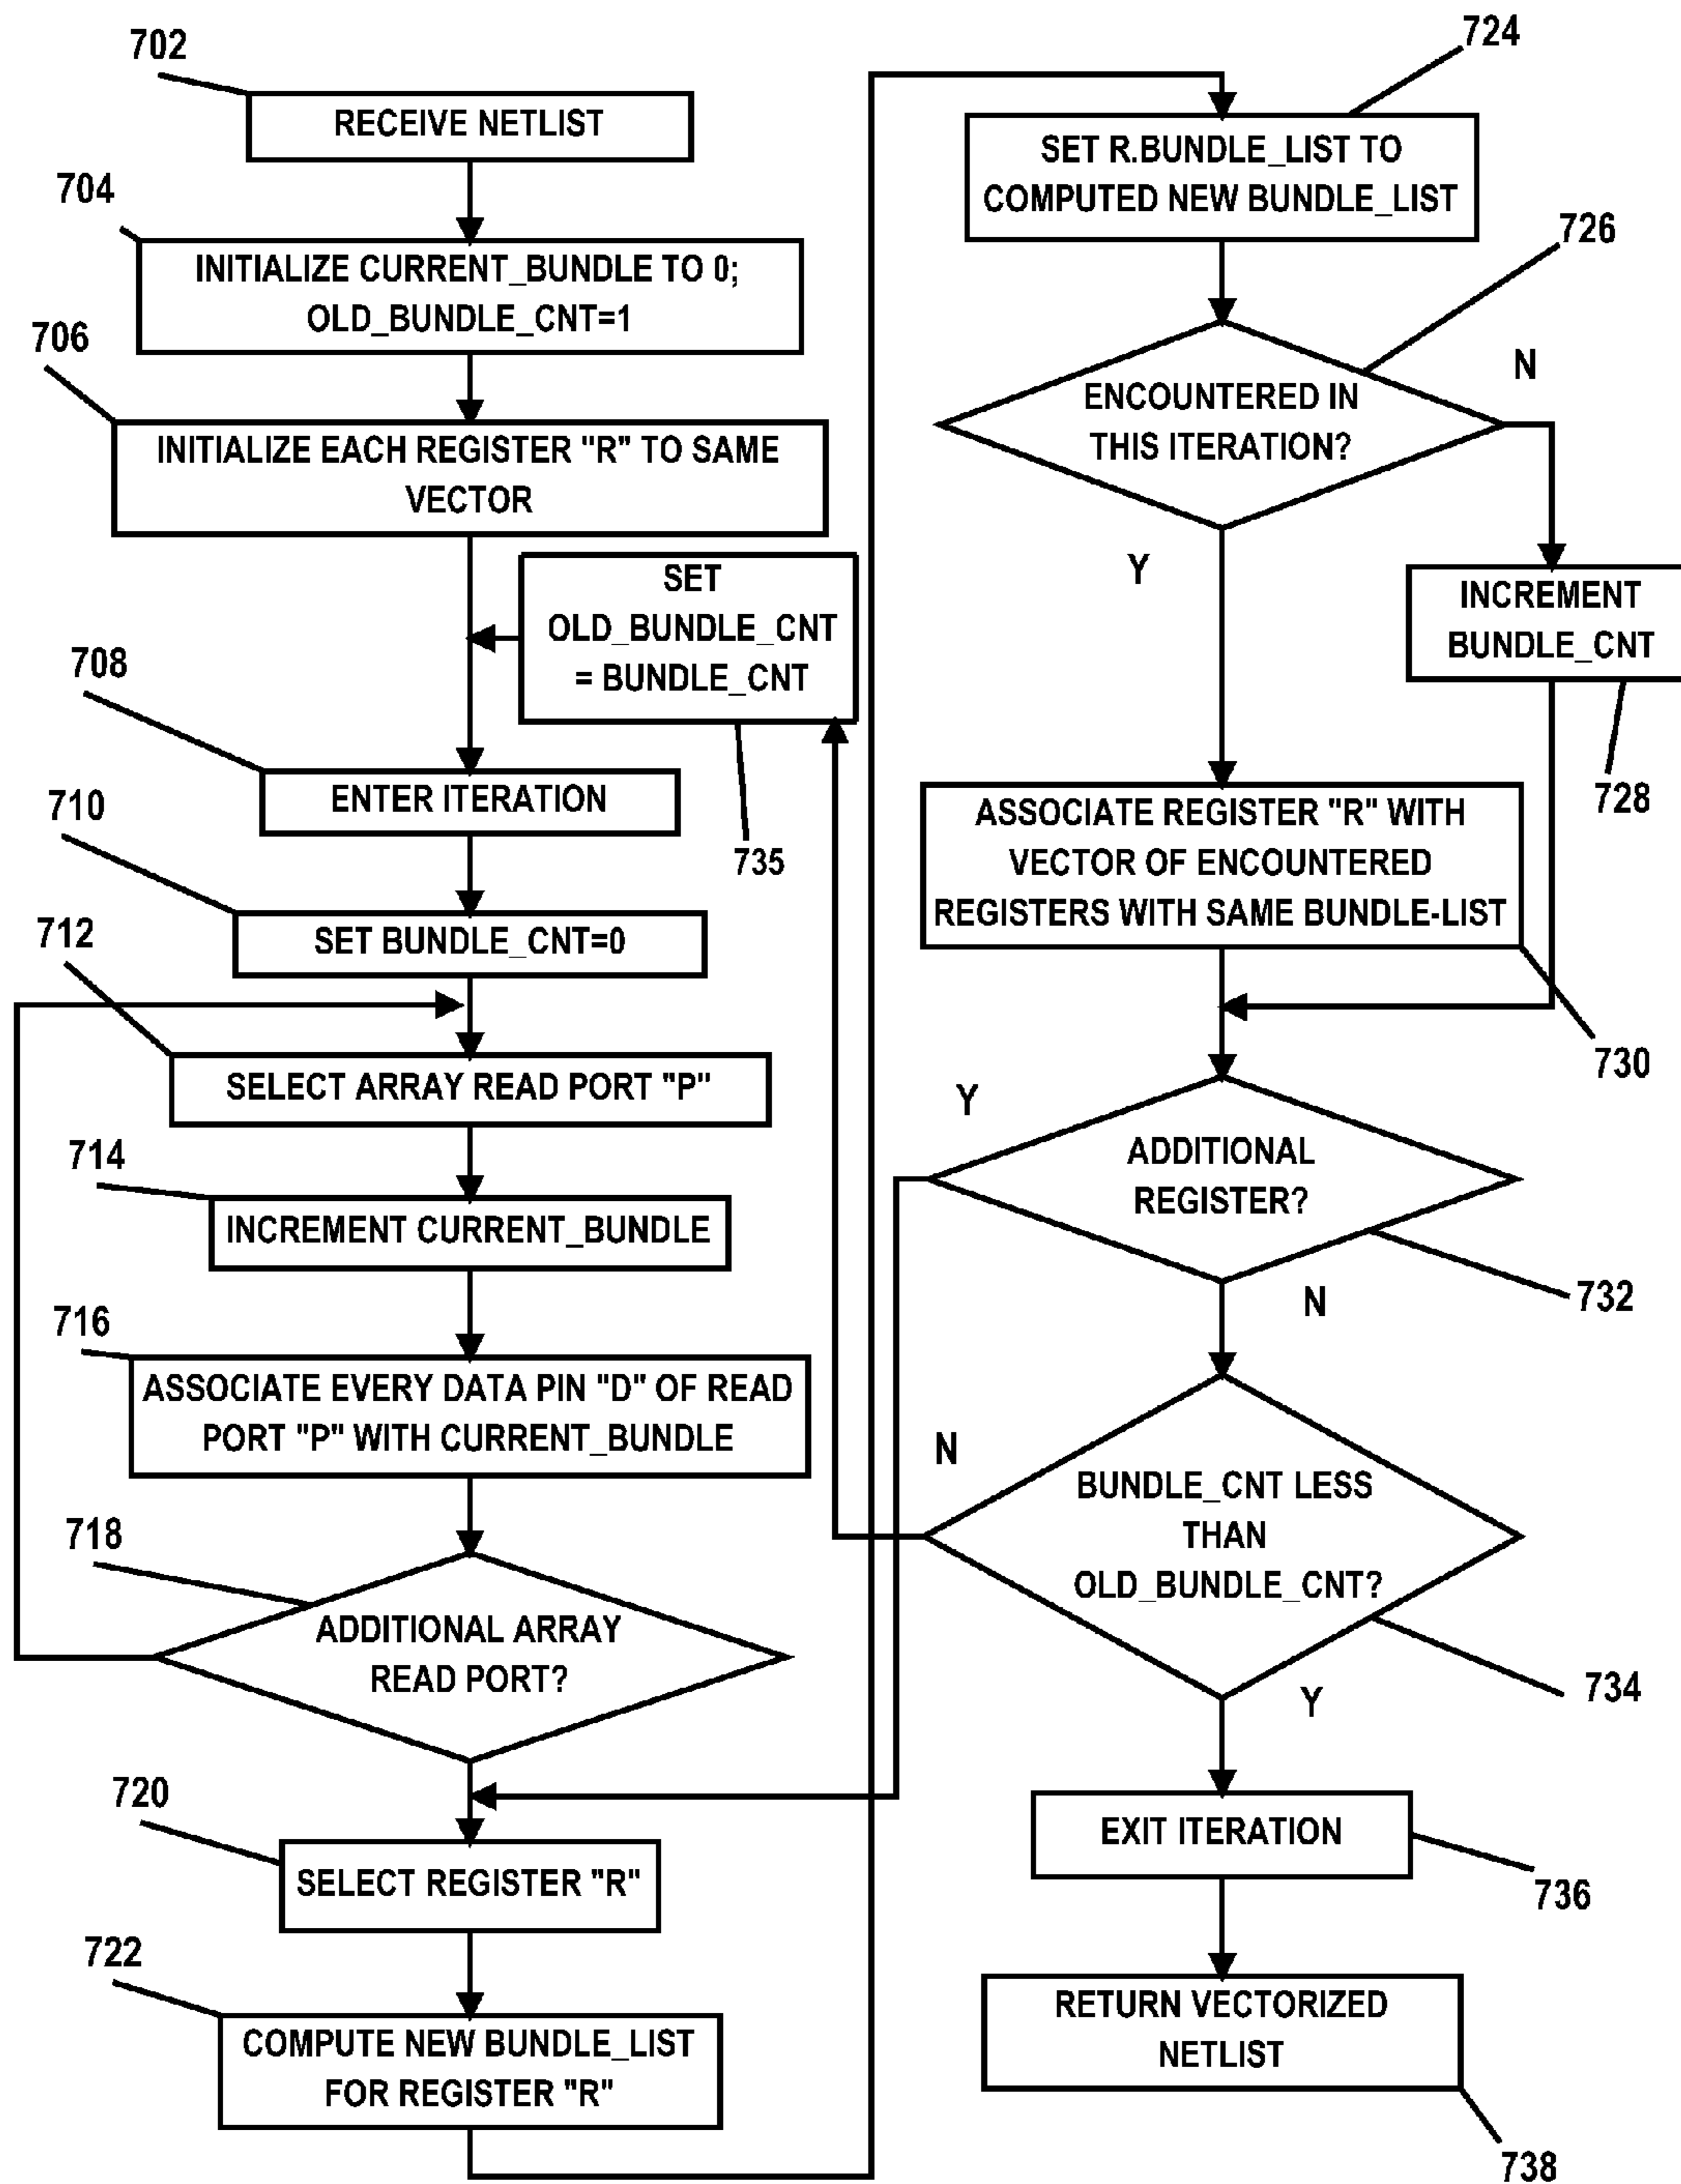 702
RECEIVE NETLIST
704
INITIALIZE CURRENT_BUNDLE TO 0;
OLD_BUNDLE_CNT=1
706
INITIALIZE EACH REGISTER "R" TO SAME
VECTOR
SET
OLD_BUNDLE_CNT
= BUNDLE_CNT
735
708
ENTER ITERATION
710
SET BUNDLE_CNT=0
712
SELECT ARRAY READ PORT "P"
714
INCREMENT CURRENT_BUNDLE
716
ASSOCIATE EVERY DATA PIN "D" OF READ
PORT "P" WITH CURRENT_BUNDLE
718
ADDITIONAL ARRAY
READ PORT?
720
SELECT REGISTER "R"
722
COMPUTE NEW BUNDLE_LIST
FOR REGISTER "R"
724
SET R.BUNDLE_LIST TO
COMPUTED NEW BUNDLE_LIST
726
ENCOUNTERED IN
THIS ITERATION?
N
Y
INCREMENT
BUNDLE_CNT
728
ASSOCIATE REGISTER "R" WITH
VECTOR OF ENCOUNTERED
REGISTERS WITH SAME BUNDLE-LIST
730
Y
ADDITIONAL
REGISTER?
732
N
N
BUNDLE_CNT LESS
THAN
OLD_BUNDLE_CNT?
734
Y
EXIT ITERATION
736
RETURN VECTORIZED
NETLIST
738